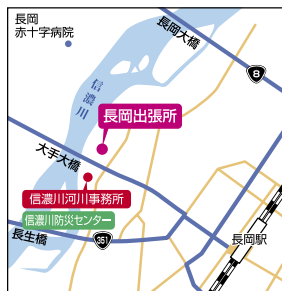 長岡
赤十字病院
長岡大橋
8
信濃川
長岡出張所
大手大橋
信濃川河川事務所
信濃川防災センター
長生橋
351
長岡駅